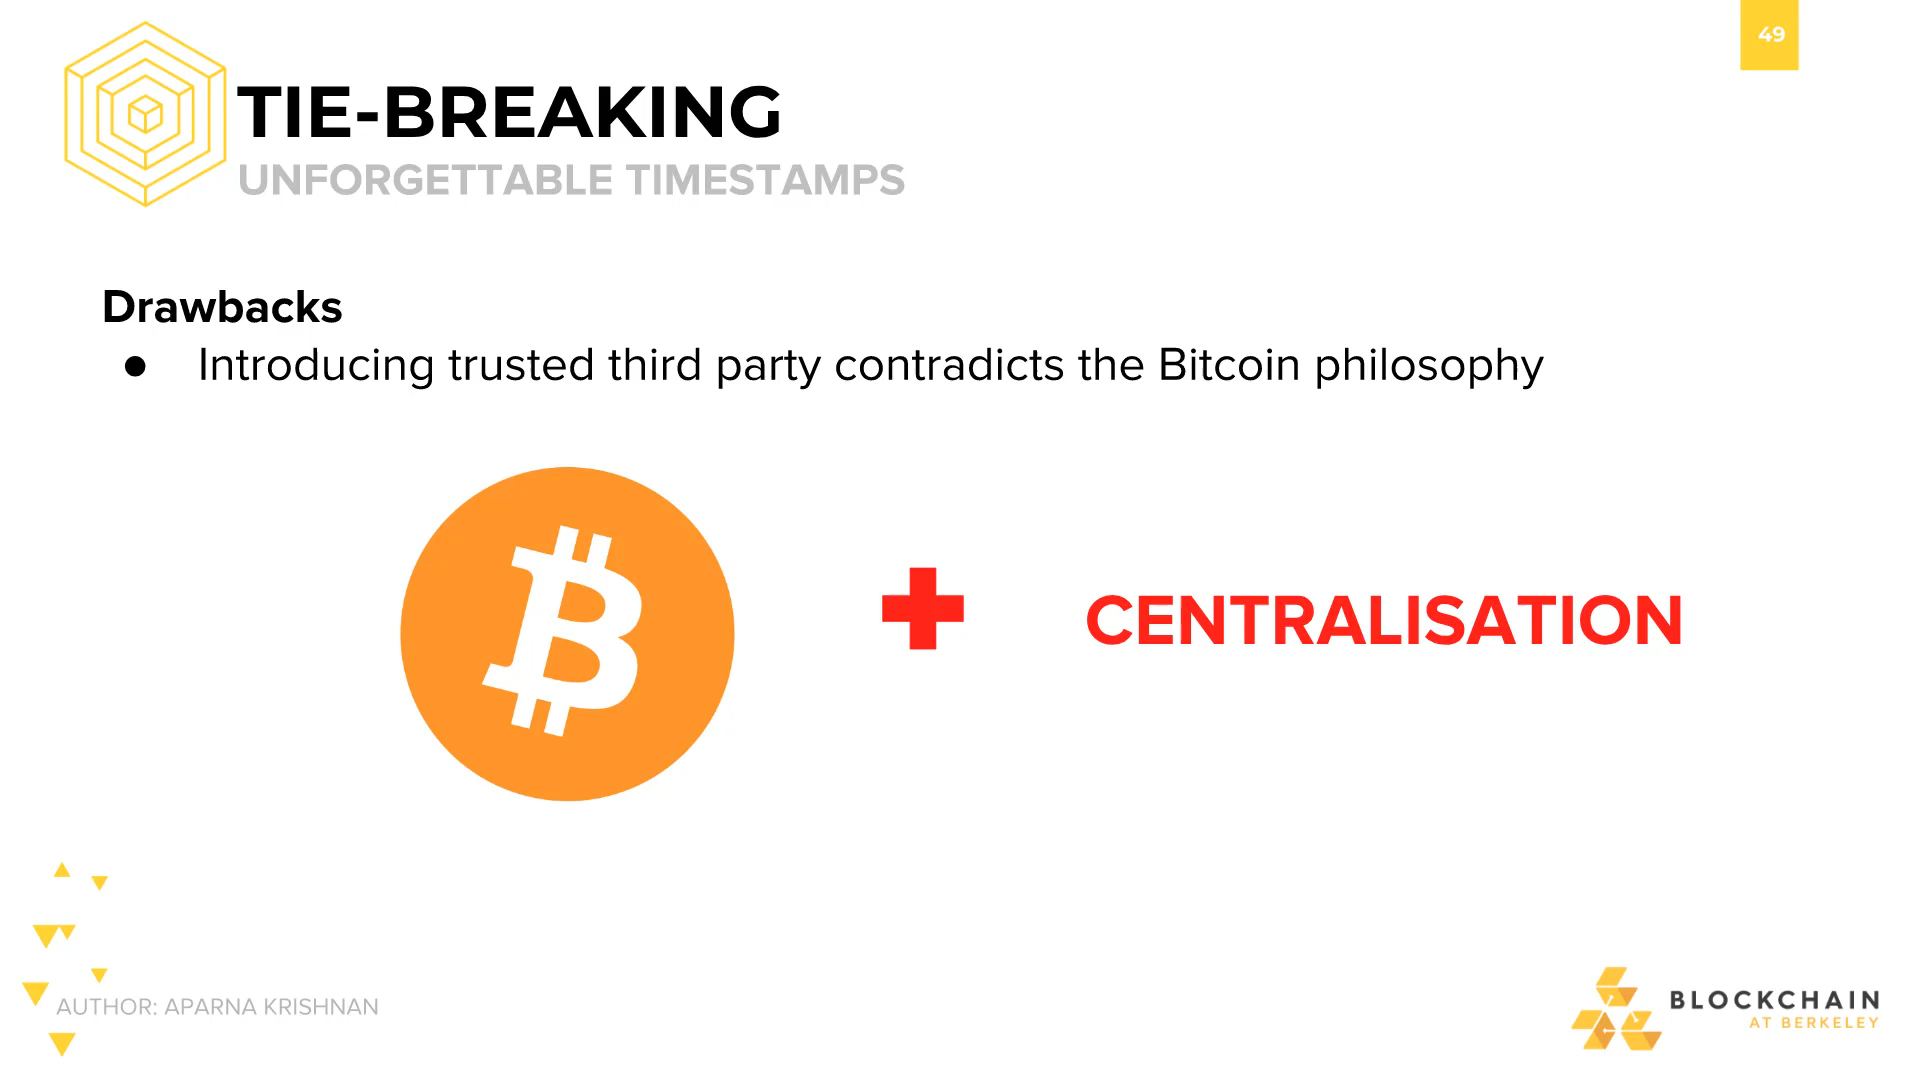 49
TIE-BREAKING
UNFORGETTABLE TIMESTAMPS
Drawbacks
● Introducing trusted third party contradicts the Bitcoin philosophy
CENTRALISATION
AUTHOR: APARNA KRISHNAN
BLOCKCHAIN
AT BERKELEY